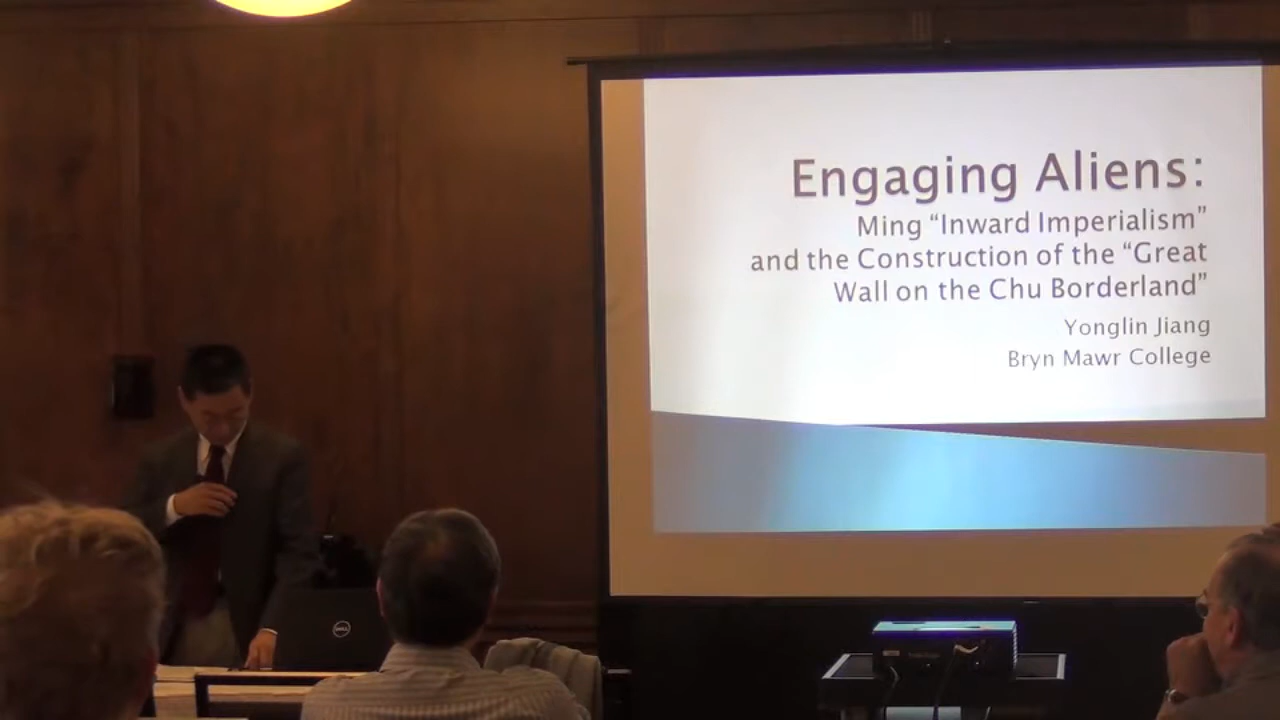 Engaging Aliens:
Ming “Inward Imperialism”
and the Construction of the “Great
Wall on the Chu Borderland”
Yonglin Jiang
Bryn Mawr College
DELL